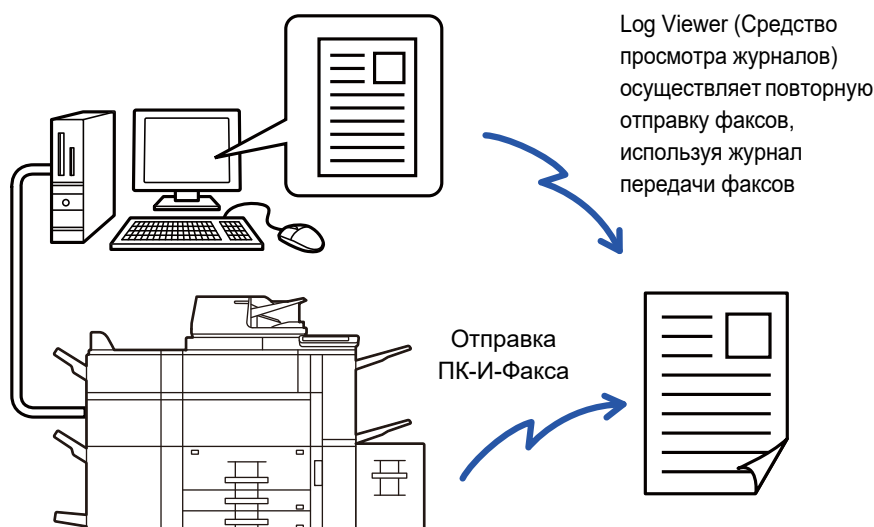 Log Viewer (Средство
просмотра журналов)
осуществляет повторную
отправку факсов,
используя журнал
передачи факсов
Отправка
ПК-И-Факса